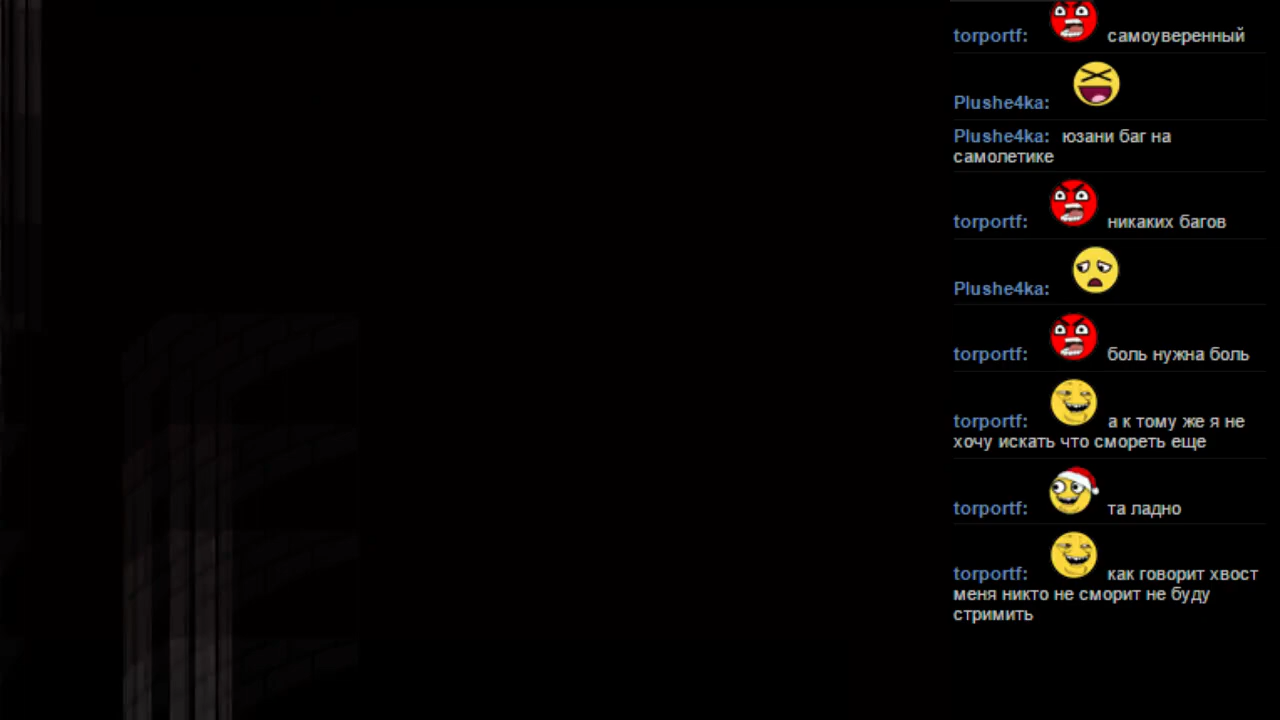 torportf: самоуверенный
Plushe4ka:
Plushe4ka: юзани баг на
самолетике
torportf: никаких багов
Plushe4ka:
torportf: боль нужна боль
torportf: а к тому же я не
хочу искать что смореть еще
torportf: та ладно
torportf: как говорит хвост
меня никто не сморит не буду
стримить